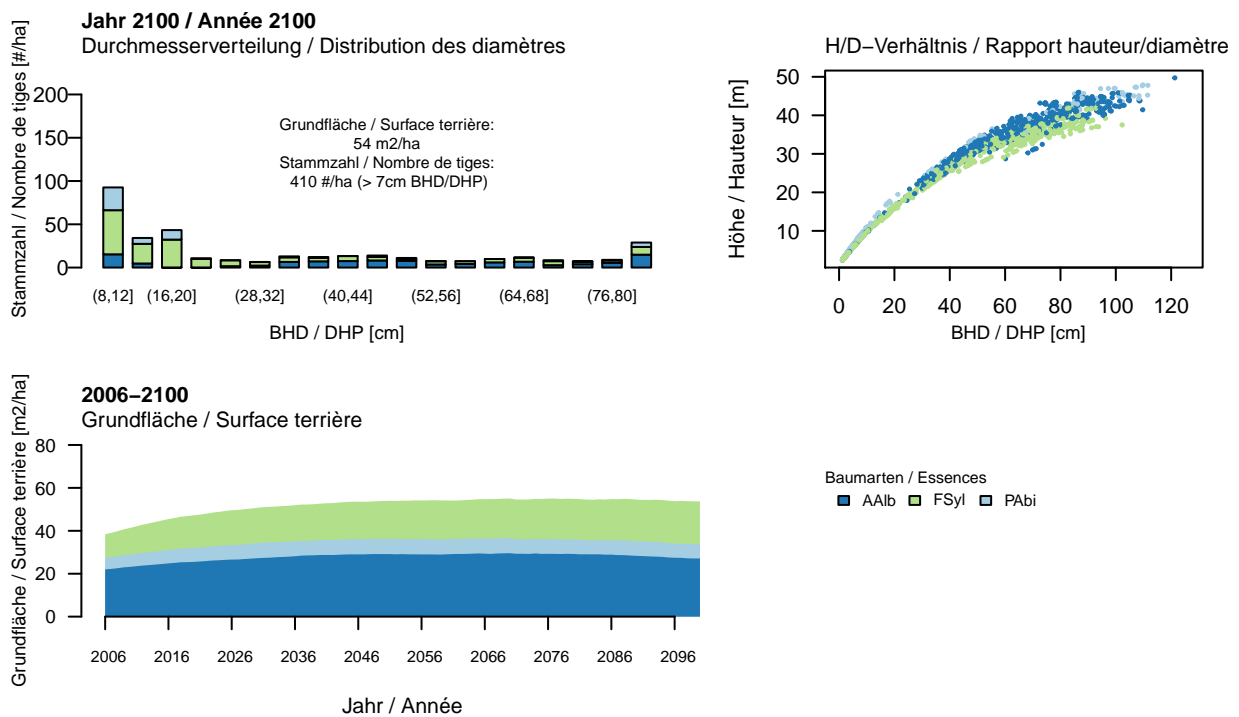 Jahr 2100 / Année 2100
Durchmesserverteilung / Distribution des diamètres
Stammzahl / Nombre de tiges [#/ha]
200
150
100
50
0
Grundfläche / Surface terrière:
54 m2/ha
Stammzahl / Nombre de tiges:
410 #/ha (> 7cm BHD/DHP)
(8,12] (16,20] (28,32] (40,44] (52,56] (64,68] (76,80]
BHD / DHP [cm]
H/D−Verhältnis / Rapport hauteur/diamètre
Höhe / Hauteur [m]
50
40
30
20
10
0 20 40 60 80 100 120
BHD / DHP [cm]
2006−2100
Grundfläche / Surface terrière
Grundfläche / Surface terrière [m2/ha]
80
60
40
20
0
2006 2016 2026 2036 2046 2056 2066 2076 2086 2096
Jahr / Année
Baumarten / Essences
AAlb FSyl PAbi